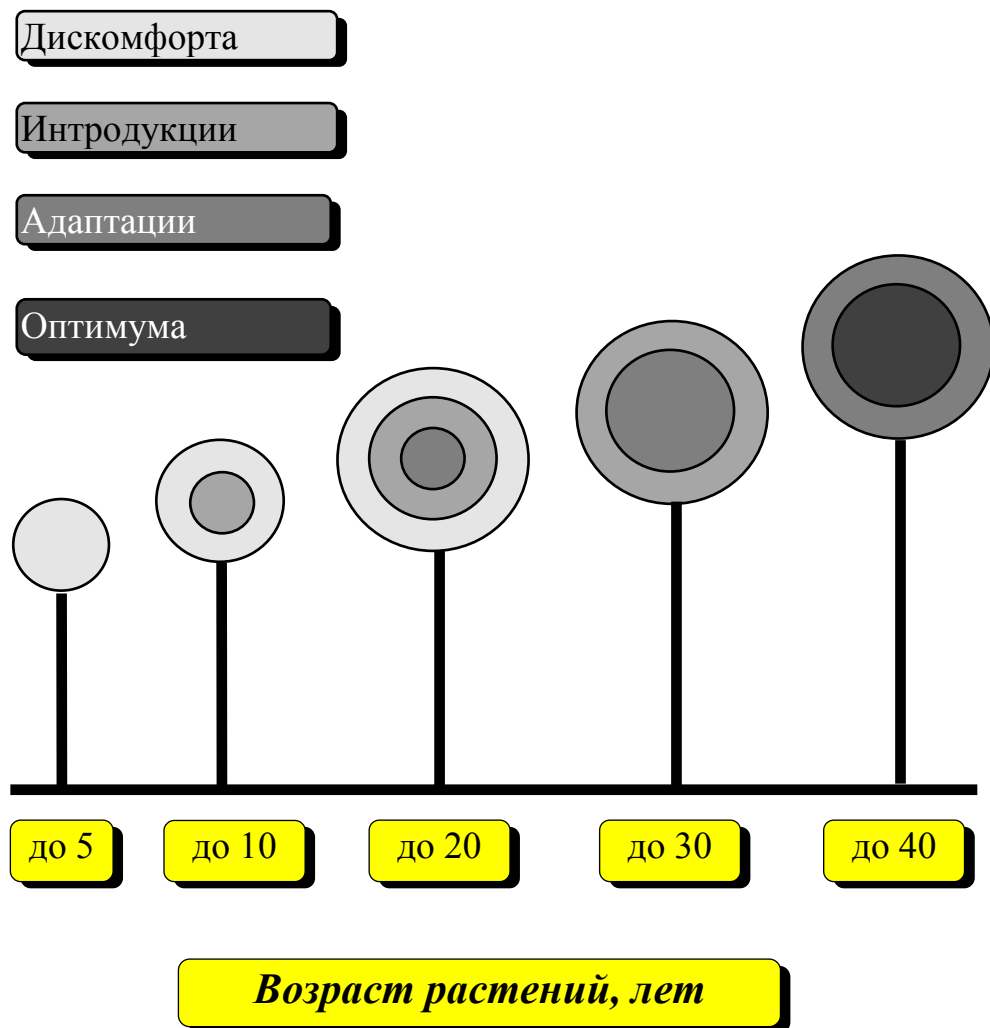 Дискомфорта
Интродукции
Адаптации
Оптимума
до 5
до 10
до 20
до 30
до 40
Возраст растений, лет